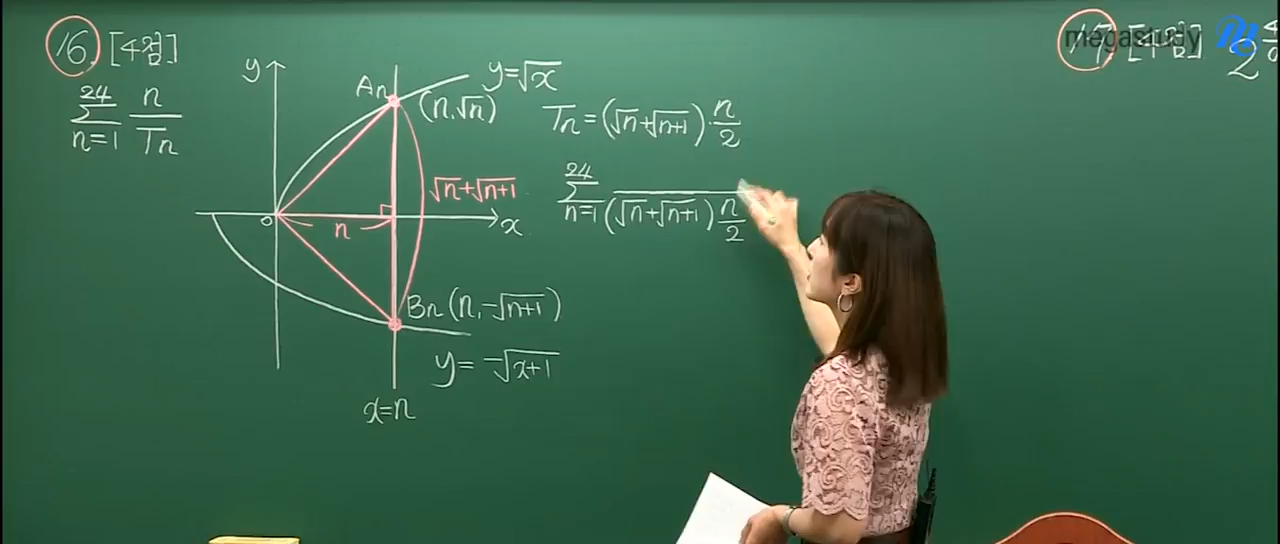 16. [4점]
24
∑ n/Tn
n=1
y
An
(n, √n)
y=√x
√n+√n+1
O
n
x
Bn(n, -√n+1)
y= -√x+1
x=n
Tn=(√n+√n+1)·n/2
24
∑ /(√n+√n+1) n/2
n=1
17. [4점]
2
megastudy